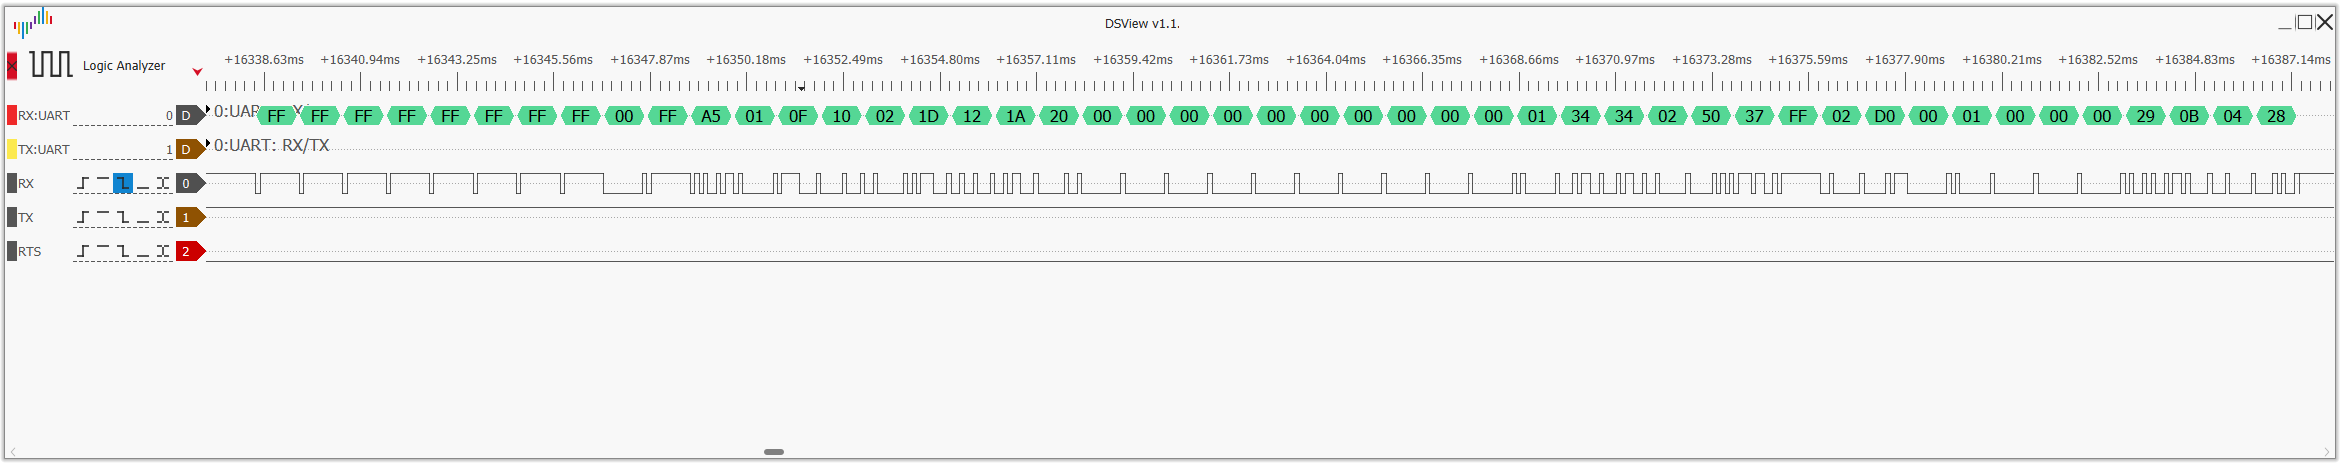 DSView v1.1.
Logic Analyzer
+16338.63ms +16340.94ms +16343.25ms +16345.56ms +16347.87ms +16350.18ms +16352.49ms +16354.80ms +16357.11ms +16359.42ms +16361.73ms +16364.04ms +16366.35ms +16368.66ms +16370.97ms +16373.28ms +16375.59ms +16377.90ms +16380.21ms +16382.52ms +16384.83ms +16387.14ms
RX:UART 0 D 0:UAR FF FF FF FF FF FF FF FF 00 FF A5 01 0F 10 02 1D 12 1A 20 00 00 00 00 00 00 00 00 00 00 01 34 34 02 50 37 FF 02 D0 00 01 00 00 00 29 0B 04 28
TX:UART 1 D 0:UART: RX/TX
RX 0
TX 1
RTS 2